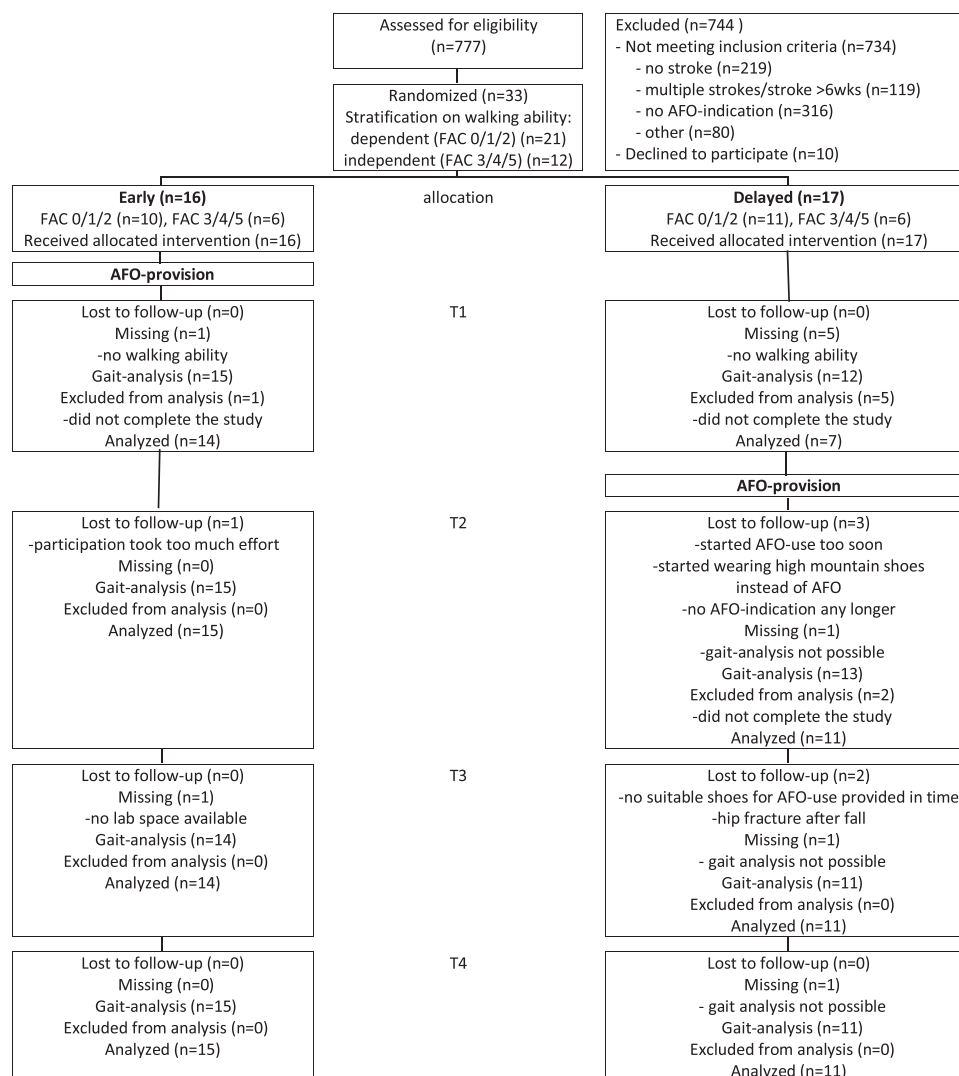 Assessed for eligibility
(n=777)
Excluded (n=744 )
- Not meeting inclusion criteria (n=734)
- no stroke (n=219)
- multiple strokes/stroke >6wks (n=119)
- no AFO-indication (n=316)
- other (n=80)
- Declined to participate (n=10)
Randomized (n=33)
Stratification on walking ability:
dependent (FAC 0/1/2) (n=21)
independent (FAC 3/4/5) (n=12)
Early (n=16)
FAC 0/1/2 (n=10), FAC 3/4/5 (n=6)
Received allocated intervention (n=16)
allocation
Delayed (n=17)
FAC 0/1/2 (n=11), FAC 3/4/5 (n=6)
Received allocated intervention (n=17)
AFO-provision
Lost to follow-up (n=0)
Missing (n=1)
-no walking ability
Gait-analysis (n=15)
Excluded from analysis (n=1)
-did not complete the study
Analyzed (n=14)
T1
Lost to follow-up (n=0)
Missing (n=5)
-no walking ability
Gait-analysis (n=12)
Excluded from analysis (n=5)
-did not complete the study
Analyzed (n=7)
AFO-provision
Lost to follow-up (n=1)
-participation took too much effort
Missing (n=0)
Gait-analysis (n=15)
Excluded from analysis (n=0)
Analyzed (n=15)
T2
Lost to follow-up (n=3)
-started AFO-use too soon
-started wearing high mountain shoes
instead of AFO
-no AFO-indication any longer
Missing (n=1)
-gait-analysis not possible
Gait-analysis (n=13)
Excluded from analysis (n=2)
-did not complete the study
Analyzed (n=11)
Lost to follow-up (n=0)
Missing (n=1)
-no lab space available
Gait-analysis (n=14)
Excluded from analysis (n=0)
Analyzed (n=14)
T3
Lost to follow-up (n=2)
-no suitable shoes for AFO-use provided in time
-hip fracture after fall
Missing (n=1)
- gait analysis not possible
Gait-analysis (n=11)
Excluded from analysis (n=0)
Analyzed (n=11)
Lost to follow-up (n=0)
Missing (n=0)
Gait-analysis (n=15)
Excluded from analysis (n=0)
Analyzed (n=15)
T4
Lost to follow-up (n=0)
Missing (n=1)
- gait analysis not possible
Gait-analysis (n=11)
Excluded from analysis (n=0)
Analyzed (n=11)